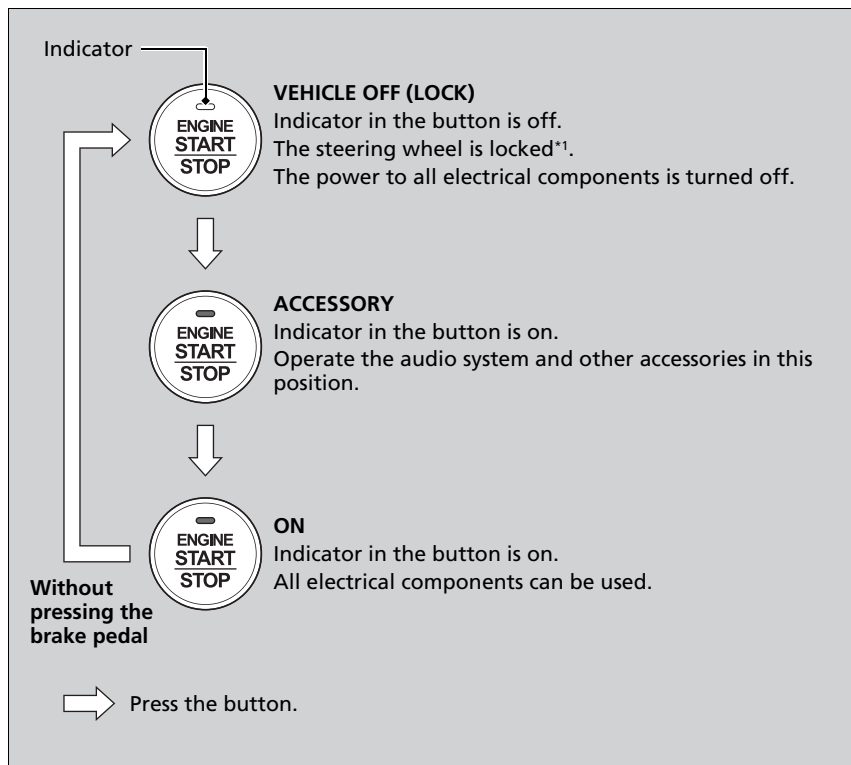 Indicator
ENGINE
START
STOP
VEHICLE OFF (LOCK)
Indicator in the button is off.
The steering wheel is locked*1.
The power to all electrical components is turned off.
ENGINE
START
STOP
ACCESSORY
Indicator in the button is on.
Operate the audio system and other accessories in this
position.
ENGINE
START
STOP
ON
Indicator in the button is on.
All electrical components can be used.
Without
pressing the
brake pedal
Press the button.